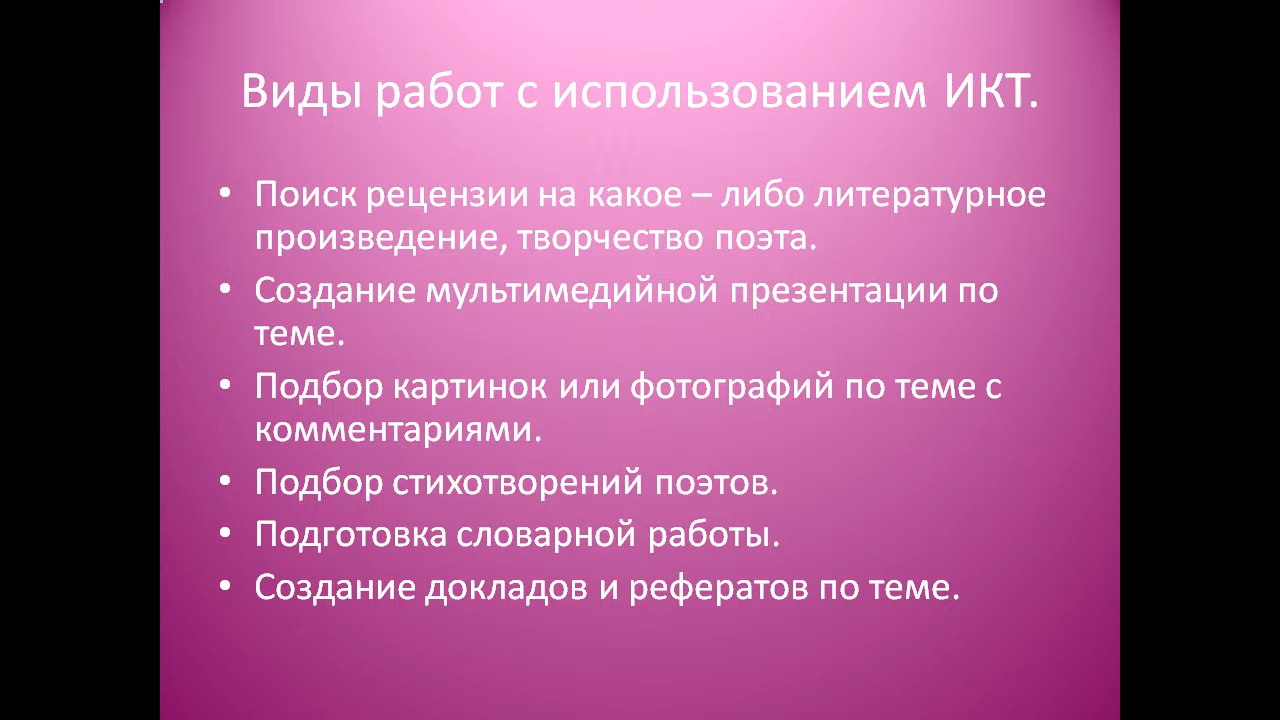 Виды работ с использованием ИКТ.
• Поиск рецензии на какое – либо литературное
произведение, творчество поэта.
• Создание мультимедийной презентации по
теме.
• Подбор картинок или фотографий по теме с
комментариями.
• Подбор стихотворений поэтов.
• Подготовка словарной работы.
• Создание докладов и рефератов по теме.